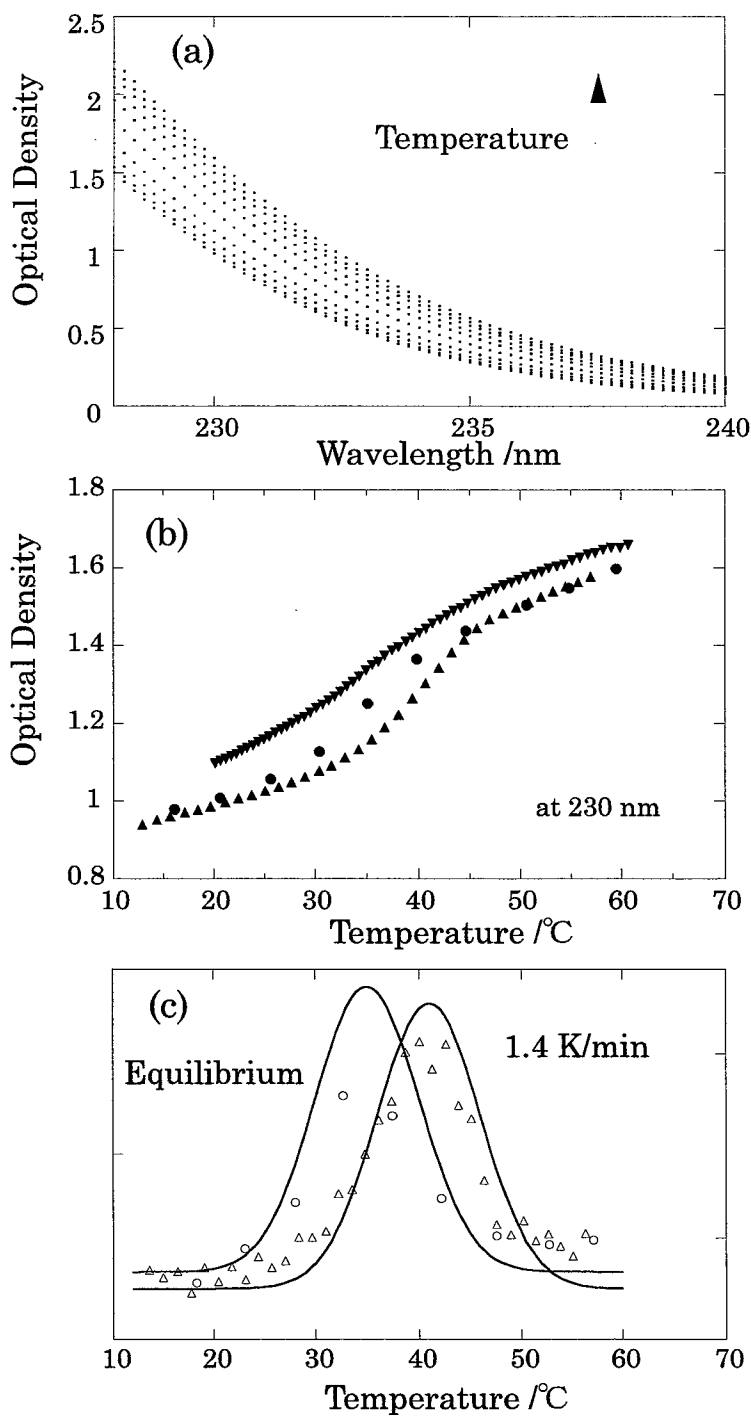 (a)
2.5
2
1.5
1
0.5
0
Optical Density
Temperature
230
235
240
Wavelength /nm
(b)
1.8
1.6
1.4
1.2
1
0.8
Optical Density
at 230 nm
10
20
30
40
50
60
70
Temperature /℃
(c)
Equilibrium
1.4 K/min
10
20
30
40
50
60
70
Temperature /℃